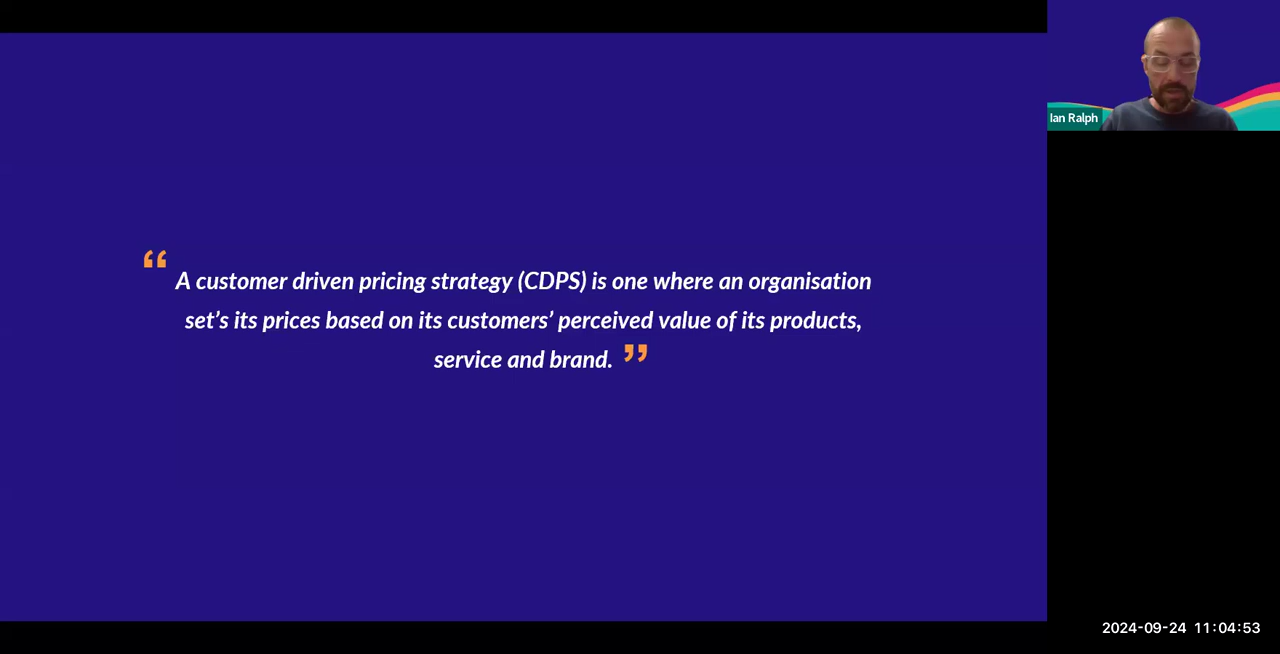 Ian Ralph
“ A customer driven pricing strategy (CDPS) is one where an organisation
set’s its prices based on its customers’ perceived value of its products,
service and brand. ”
2024-09-24 11:04:53